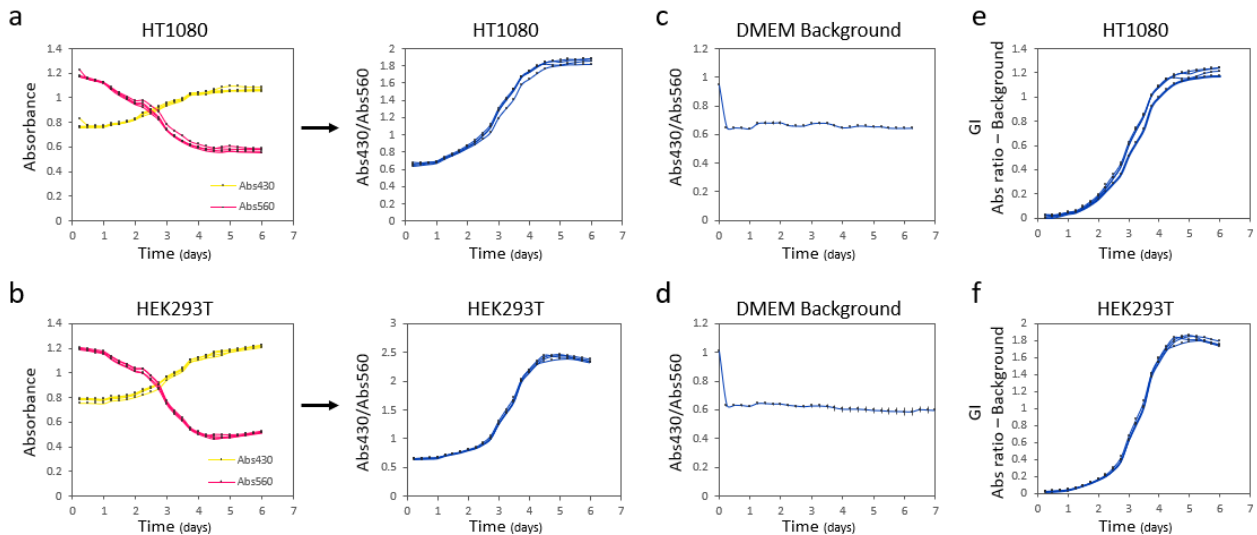 a
HT1080
Absorbance
1.4
1.2
1
0.8
0.6
0.4
0.2
0
Abs430
Abs560
0 1 2 3 4 5 6 7
Time (days)
HT1080
Abs430/Abs560
2
1.8
1.6
1.4
1.2
1
0.8
0.6
0.4
0.2
0
0 1 2 3 4 5 6 7
Time (days)
c
DMEM Background
Abs430/Abs560
1.2
1
0.8
0.6
0.4
0.2
0
0 1 2 3 4 5 6 7
Time (days)
e
HT1080
GI
Abs ratio – Background
1.4
1.2
1
0.8
0.6
0.4
0.2
0
0 1 2 3 4 5 6 7
Time (days)
b
HEK293T
Absorbance
1.4
1.2
1
0.8
0.6
0.4
0.2
0
Abs430
Abs560
0 1 2 3 4 5 6 7
Time (days)
HEK293T
Abs430/Abs560
3
2.5
2
1.5
1
0.5
0
0 1 2 3 4 5 6 7
Time (days)
d
DMEM Background
Abs430/Abs560
1.2
1
0.8
0.6
0.4
0.2
0
0 1 2 3 4 5 6 7
Time (days)
f
HEK293T
GI
Abs ratio – Background
2
1.8
1.6
1.4
1.2
1
0.8
0.6
0.4
0.2
0
0 1 2 3 4 5 6 7
Time (days)